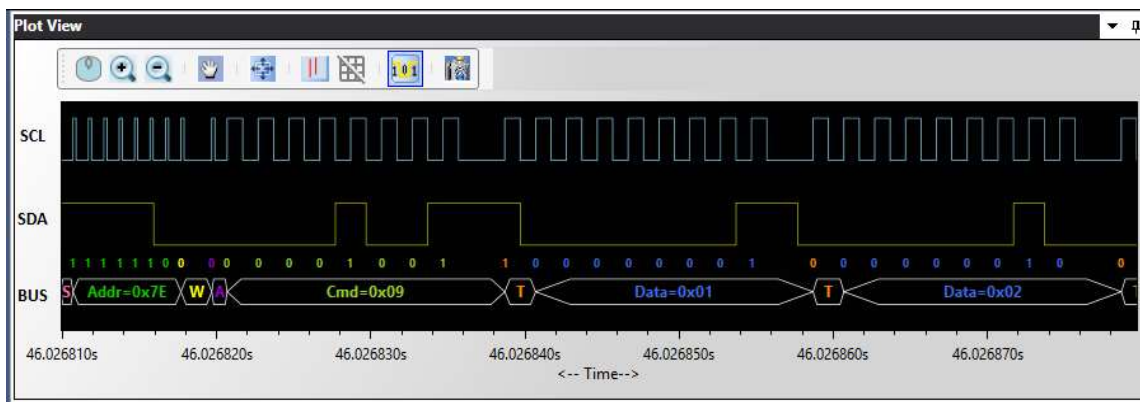 Plot View
1 0 1
SCL
SDA
1 1 1 1 1 1 0 0 0 0 0 0 0 1 0 0 1 1 0 0 0 0 0 0 0 1 0 0 0 0 0 0 0 1 0 0
BUS S Addr=0x7E W A Cmd=0x09 T Data=0x01 T Data=0x02 T
46.026810s 46.026820s 46.026830s 46.026840s 46.026850s 46.026860s 46.026870s
<-- Time-->